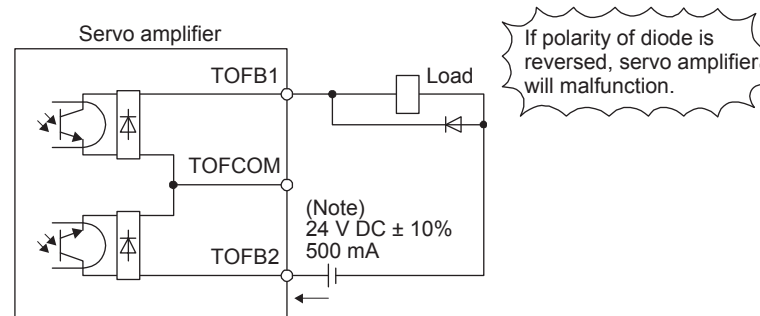 Servo amplifier
If polarity of diode is
reversed, servo amplifier
will malfunction.
TOFB1
Load
TOFCOM
(Note)
24 V DC ± 10%
500 mA
TOFB2